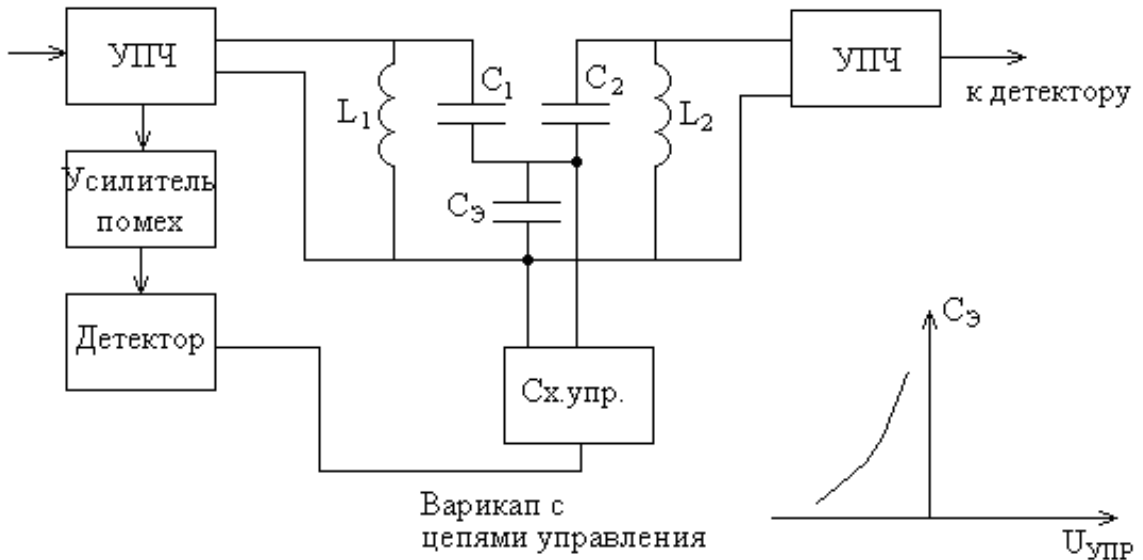 УПЧ
УПЧ
C₁
C₂
L₁
L₂
к детектору
Усилитель
помех
Cэ
Детектор
Сх.упр.
Cэ
Варикап с
цепями управления
Uупр